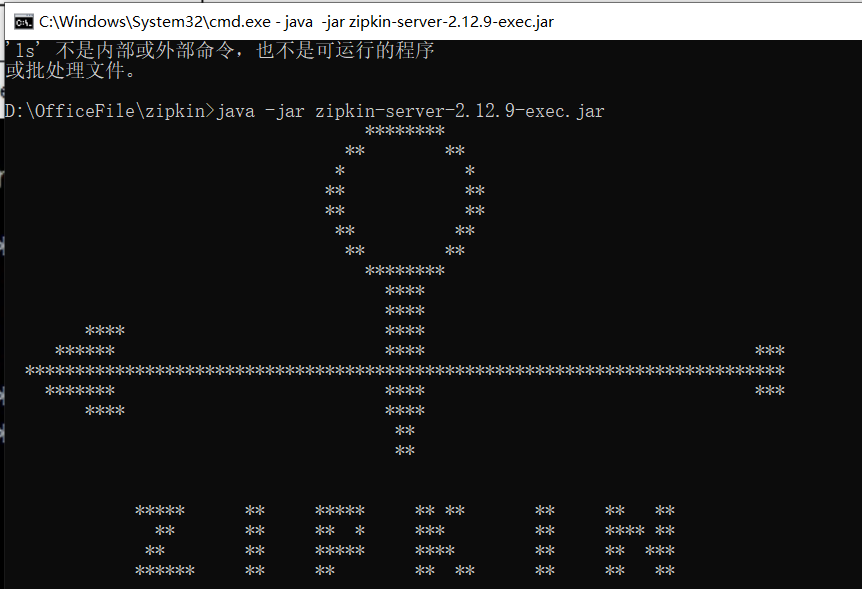 C:\Windows\System32\cmd.exe - java  -jar zipkin-server-2.12.9-exec.jar
'ls' 不是内部或外部命令，也不是可运行的程序
或批处理文件。
D:\OfficeFile\zipkin>java -jar zipkin-server-2.12.9-exec.jar
ZIPKIN